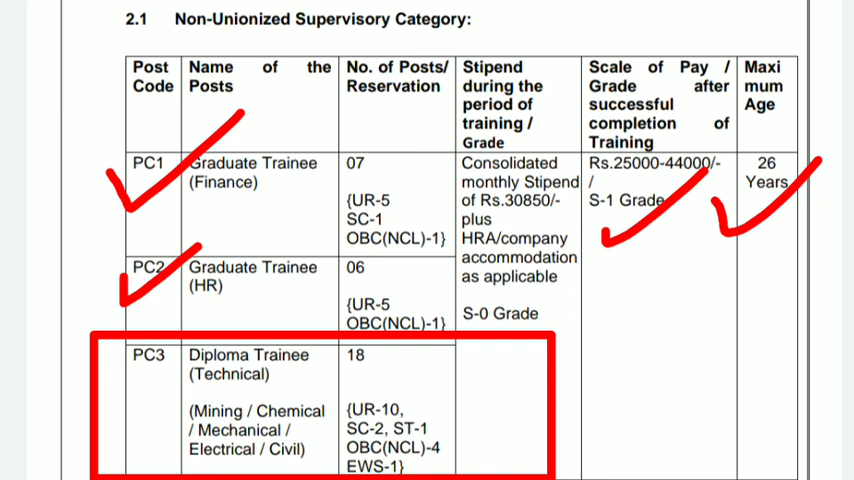 2.1 Non-Unionized Supervisory Category:
Post Code | Name of the Posts | No. of Posts/ Reservation | Stipend during the period of training / Grade | Scale of Pay / Grade after successful completion of Training | Maxi mum Age
PC1 | Graduate Trainee (Finance) | 07 {UR-5 SC-1 OBC(NCL)-1} | Consolidated monthly Stipend of Rs.30850/- plus HRA/company accommodation as applicable S-0 Grade | Rs.25000-44000/- / S-1 Grade | 26 Years
PC2 | Graduate Trainee (HR) | 06 {UR-5 OBC(NCL)-1}
PC3 | Diploma Trainee (Technical) (Mining / Chemical / Mechanical / Electrical / Civil) | 18 {UR-10, SC-2, ST-1 OBC(NCL)-4 EWS-1}